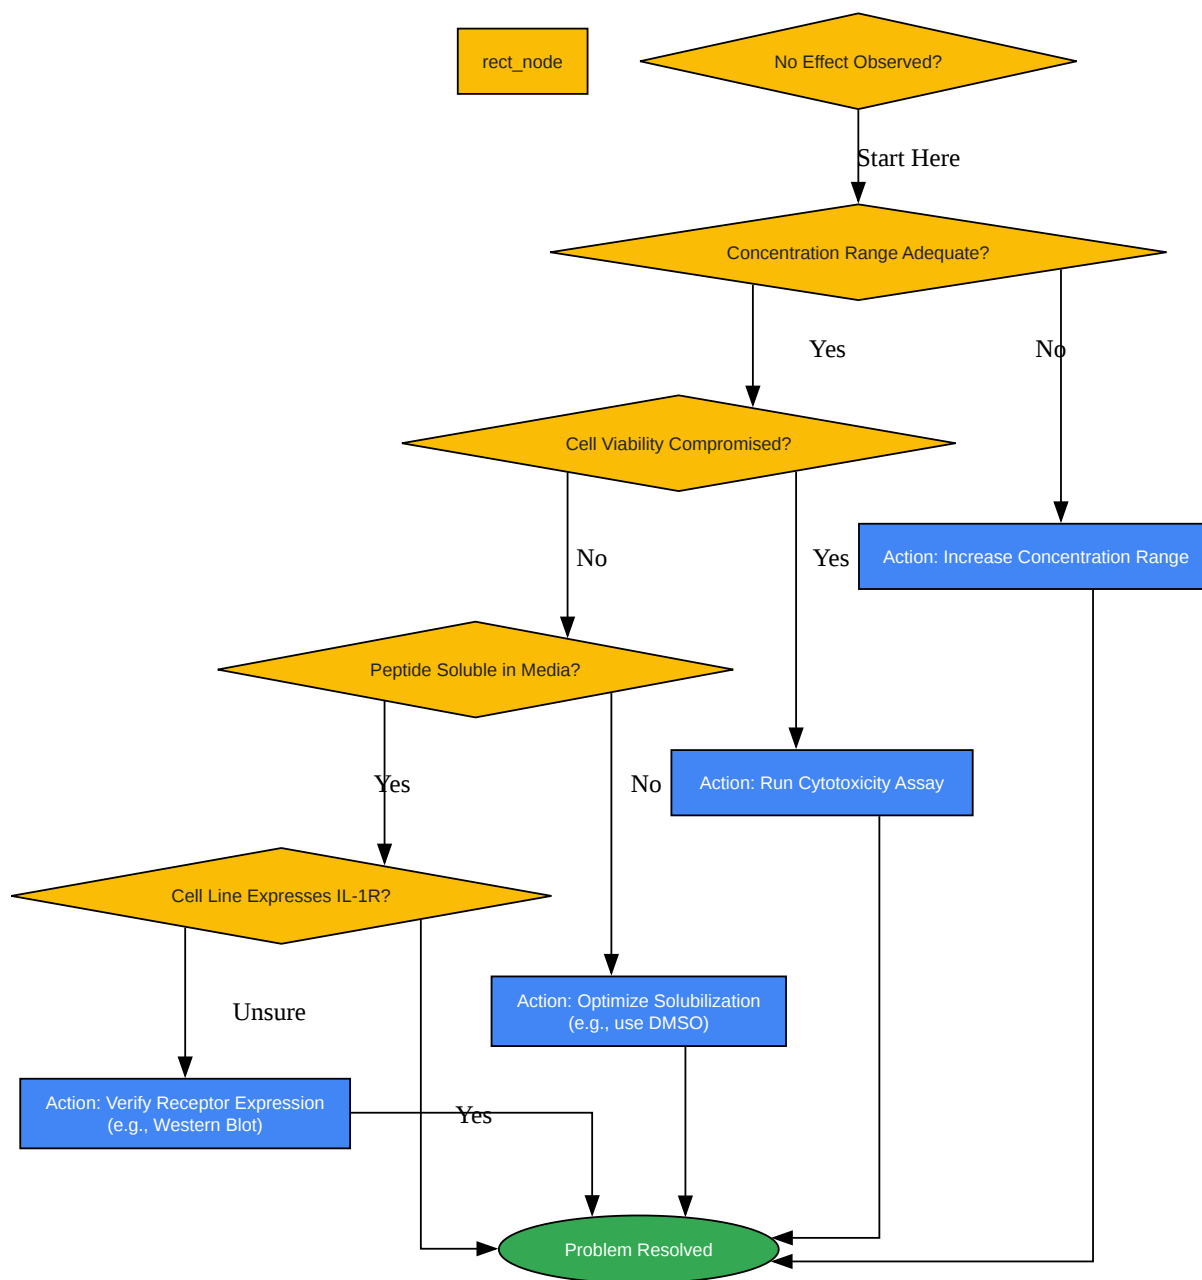 rect_node
No Effect Observed?
Start Here
Concentration Range Adequate?
Yes
No
Cell Viability Compromised?
No
Yes
Action: Increase Concentration Range
Peptide Soluble in Media?
Yes
No
Action: Run Cytotoxicity Assay
Cell Line Expresses IL-1R?
Unsure
Action: Optimize Solubilization
(e.g., use DMSO)
Action: Verify Receptor Expression
(e.g., Western Blot)
Yes
Problem Resolved